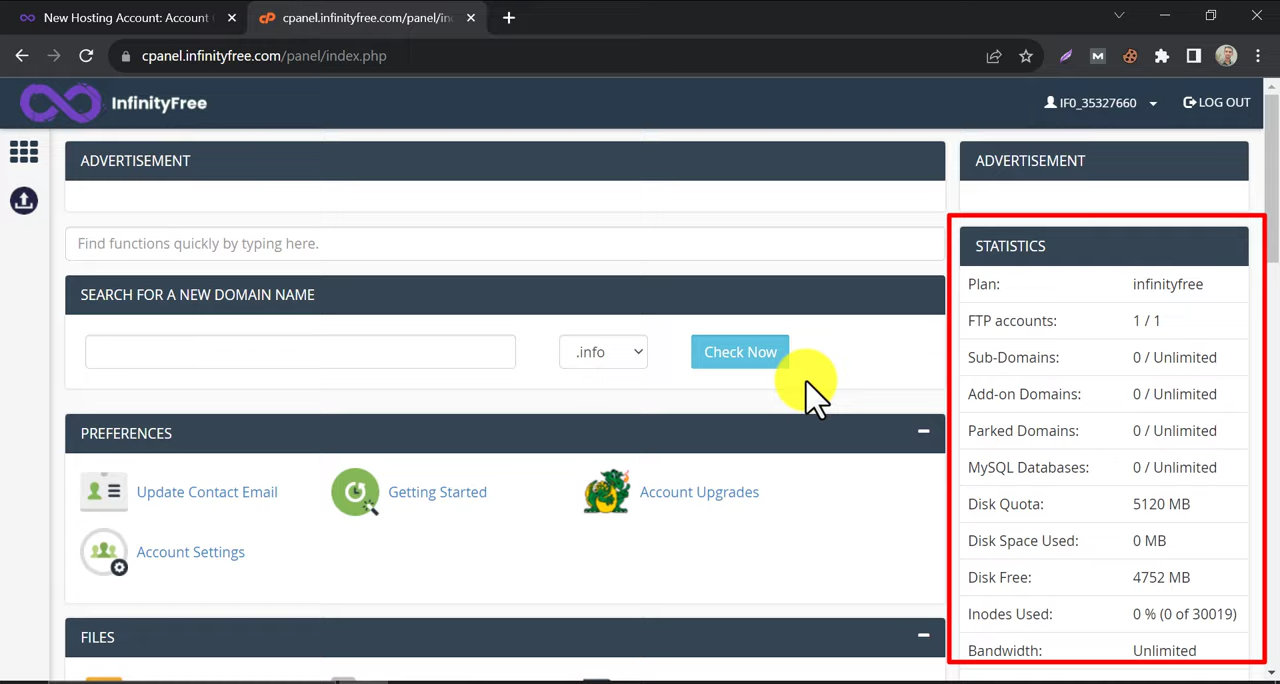 New Hosting Account: Account
cpanel.infinityfree.com/panel/in
cpanel.infinityfree.com/panel/index.php
M
InfinityFree
IF0_35327660
LOG OUT
ADVERTISEMENT
Find functions quickly by typing here.
SEARCH FOR A NEW DOMAIN NAME
.info
Check Now
PREFERENCES
Update Contact Email
Getting Started
Account Upgrades
Account Settings
FILES
ADVERTISEMENT
STATISTICS
Plan: infinityfree
FTP accounts: 1 / 1
Sub-Domains: 0 / Unlimited
Add-on Domains: 0 / Unlimited
Parked Domains: 0 / Unlimited
MySQL Databases: 0 / Unlimited
Disk Quota: 5120 MB
Disk Space Used: 0 MB
Disk Free: 4752 MB
Inodes Used: 0 % (0 of 30019)
Bandwidth: Unlimited